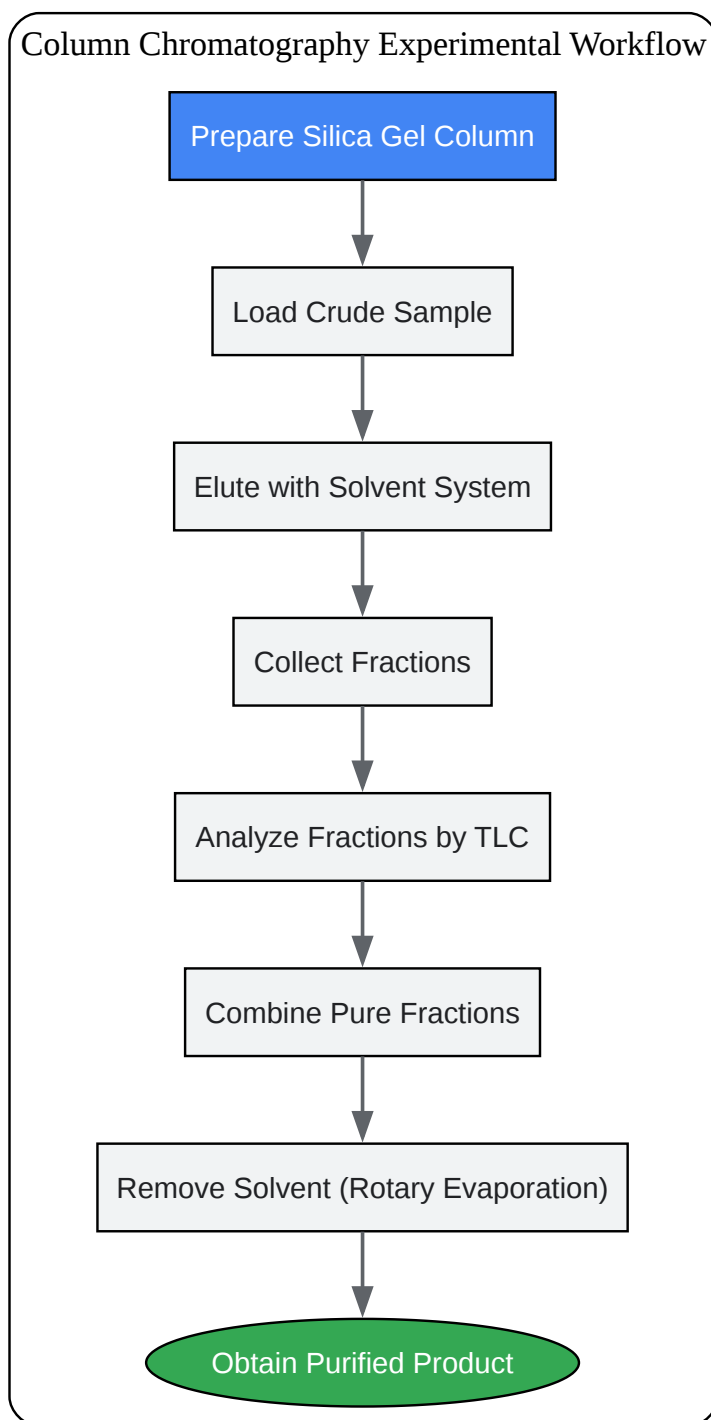 Column Chromatography Experimental Workflow
Prepare Silica Gel Column
Load Crude Sample
Elute with Solvent System
Collect Fractions
Analyze Fractions by TLC
Combine Pure Fractions
Remove Solvent (Rotary Evaporation)
Obtain Purified Product